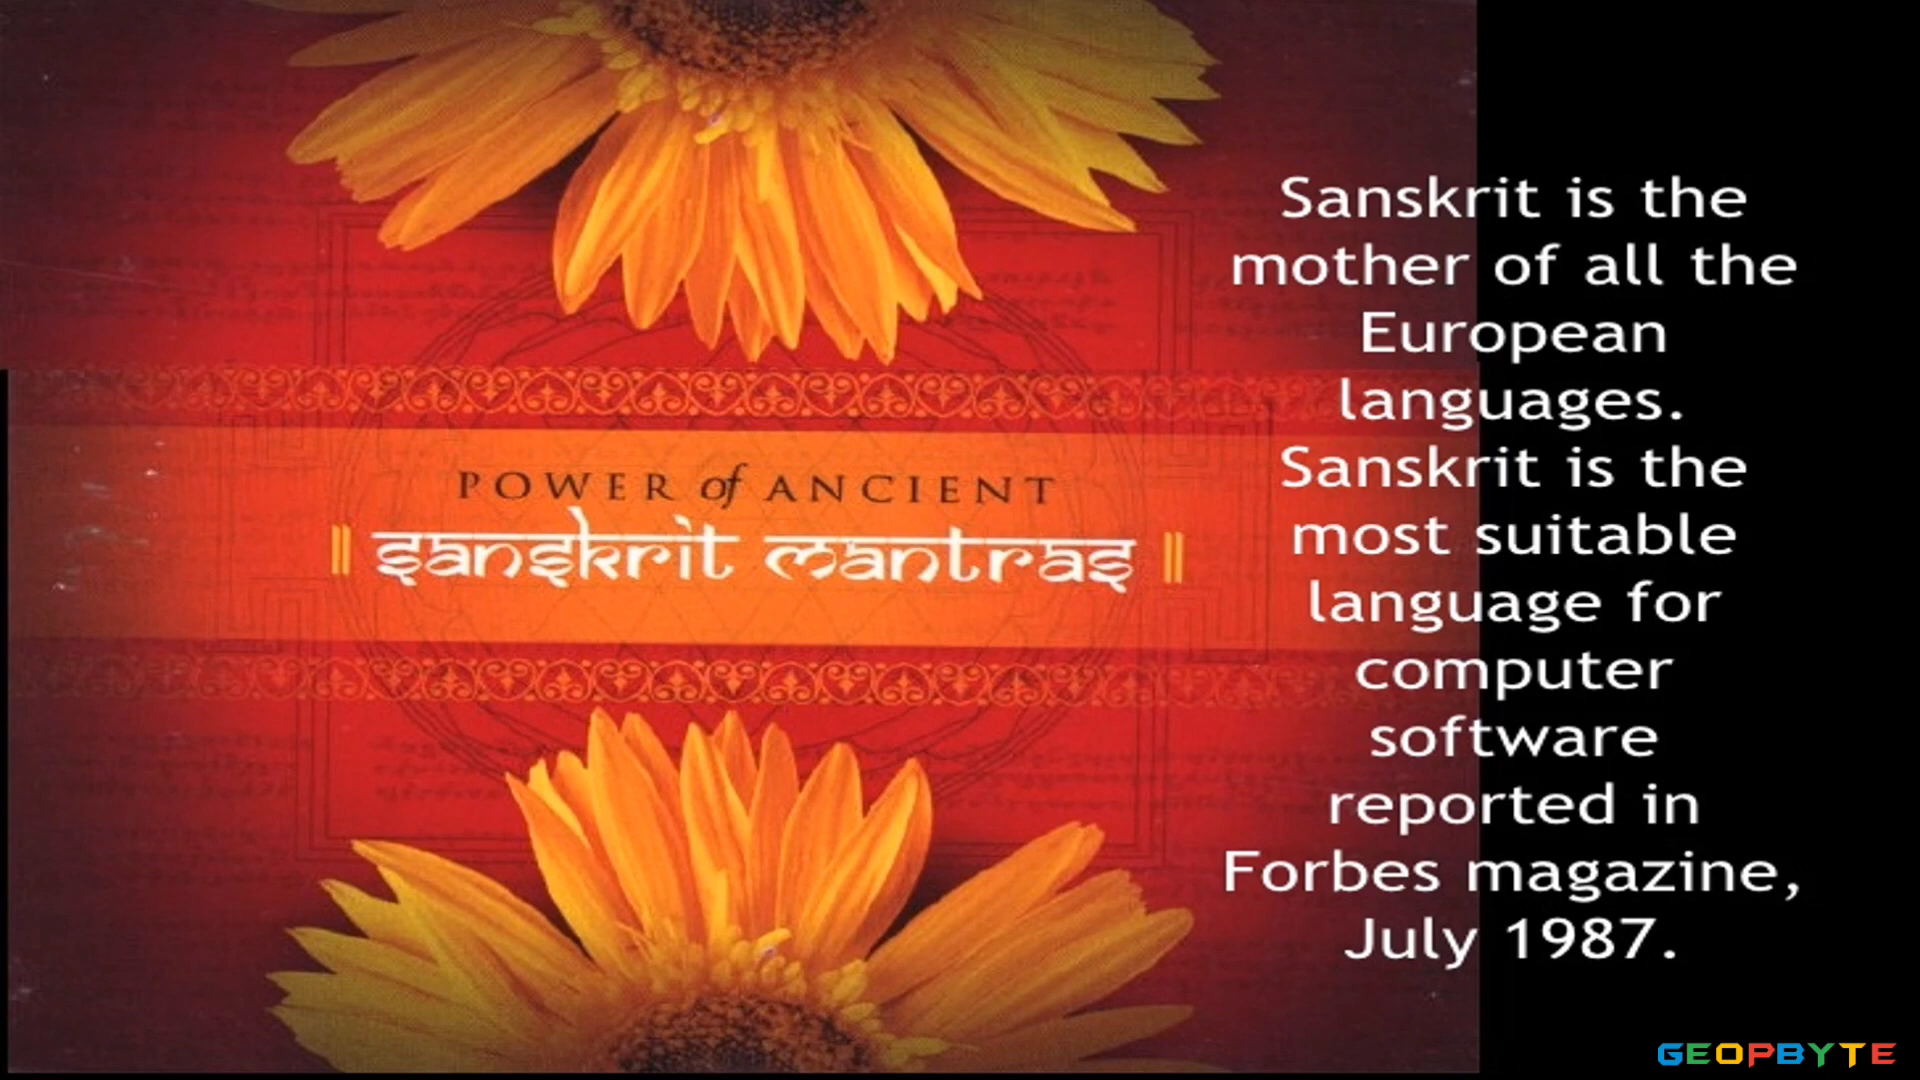 POWER of ANCIENT
sanskrit mantras
Sanskrit is the
mother of all the
European
languages.
Sanskrit is the
most suitable
language for
computer
software
reported in
Forbes magazine,
July 1987.
GEOPBYTE